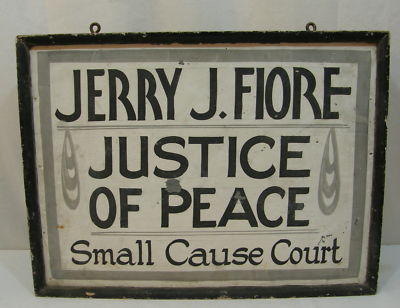 JERRY J. FIORE
JUSTICE
OF PEACE
Small Cause Court